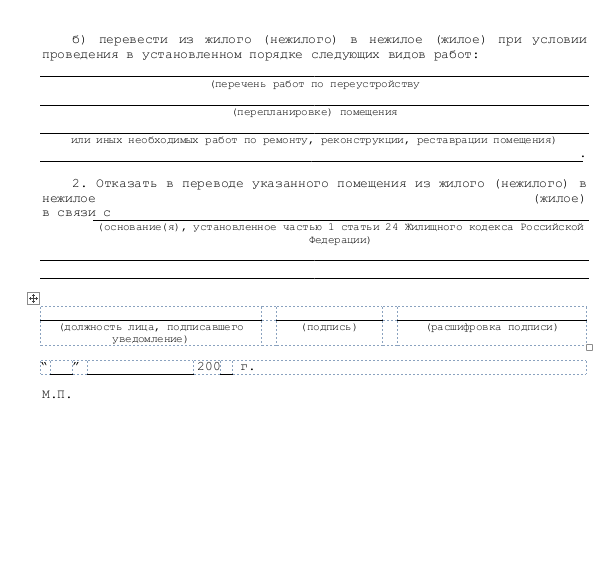 б) перевести из жилого (нежилого) в нежилое (жилое) при условии
проведения в установленном порядке следующих видов работ:
(перечень работ по переустройству
(перепланировке) помещения
или иных необходимых работ по ремонту, реконструкции, реставрации помещения)
.
2. Отказать в переводе указанного помещения из жилого (нежилого) в
нежилое (жилое)
в связи с
(основание(я), установленное частью 1 статьи 24 Жилищного кодекса Российской
Федерации)
(должность лица, подписавшего (подпись) (расшифровка подписи)
уведомление)
“ ” 200 г.
М.П.